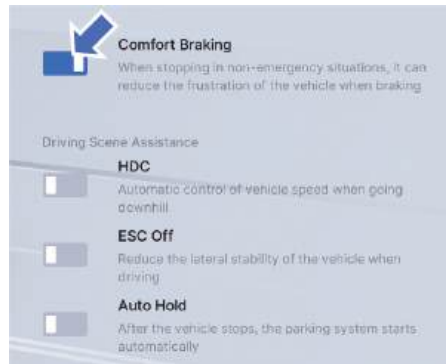 Comfort Braking
When stopping in non-emergency situations, it can
reduce the frustration of the vehicle when braking
Driving Scene Assistance
HDC
Automatic control of vehicle speed when going
downhill
ESC Off
Reduce the lateral stability of the vehicle when
driving
Auto Hold
After the vehicle stops, the parking system starts
automatically